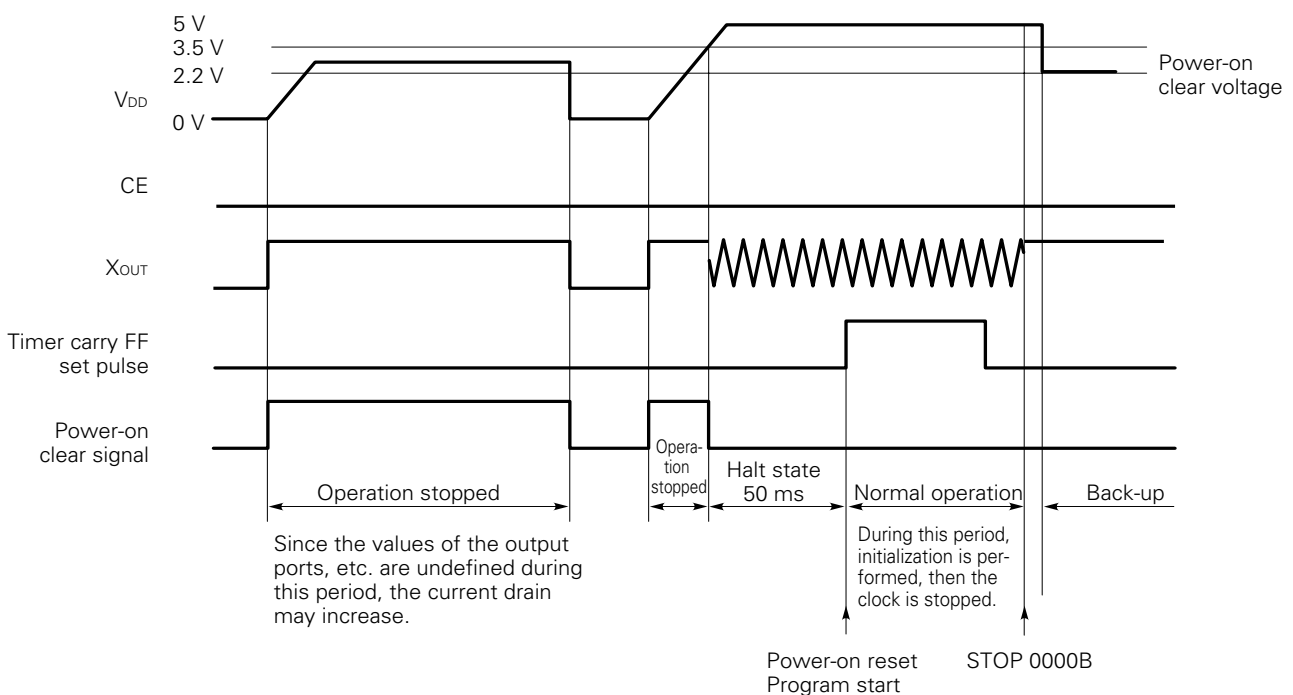 5 V
3.5 V
2.2 V
VDD
0 V
Power-on
clear voltage
CE
XOUT
Timer carry FF
set pulse
Power-on
clear signal
Operation stopped
Opera-
tion
stopped
Halt state
50 ms
Normal operation
Back-up
Since the values of the output
ports, etc. are undefined during
this period, the current drain
may increase.
During this period,
initialization is per-
formed, then the
clock is stopped.
Power-on reset
Program start
STOP 0000B